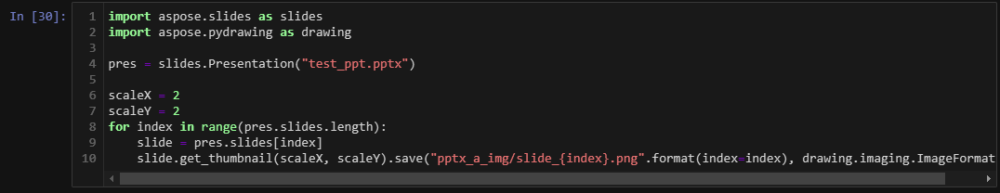 In [30]:
1 import aspose.slides as slides
2 import aspose.pydrawing as drawing
3
4 pres = slides.Presentation("test_ppt.pptx")
5
6 scaleX = 2
7 scaleY = 2
8 for index in range(pres.slides.length):
9     slide = pres.slides[index]
10     slide.get_thumbnail(scaleX, scaleY).save("pptx_a_img/slide_{index}.png".format(index=index), drawing.imaging.ImageFormat